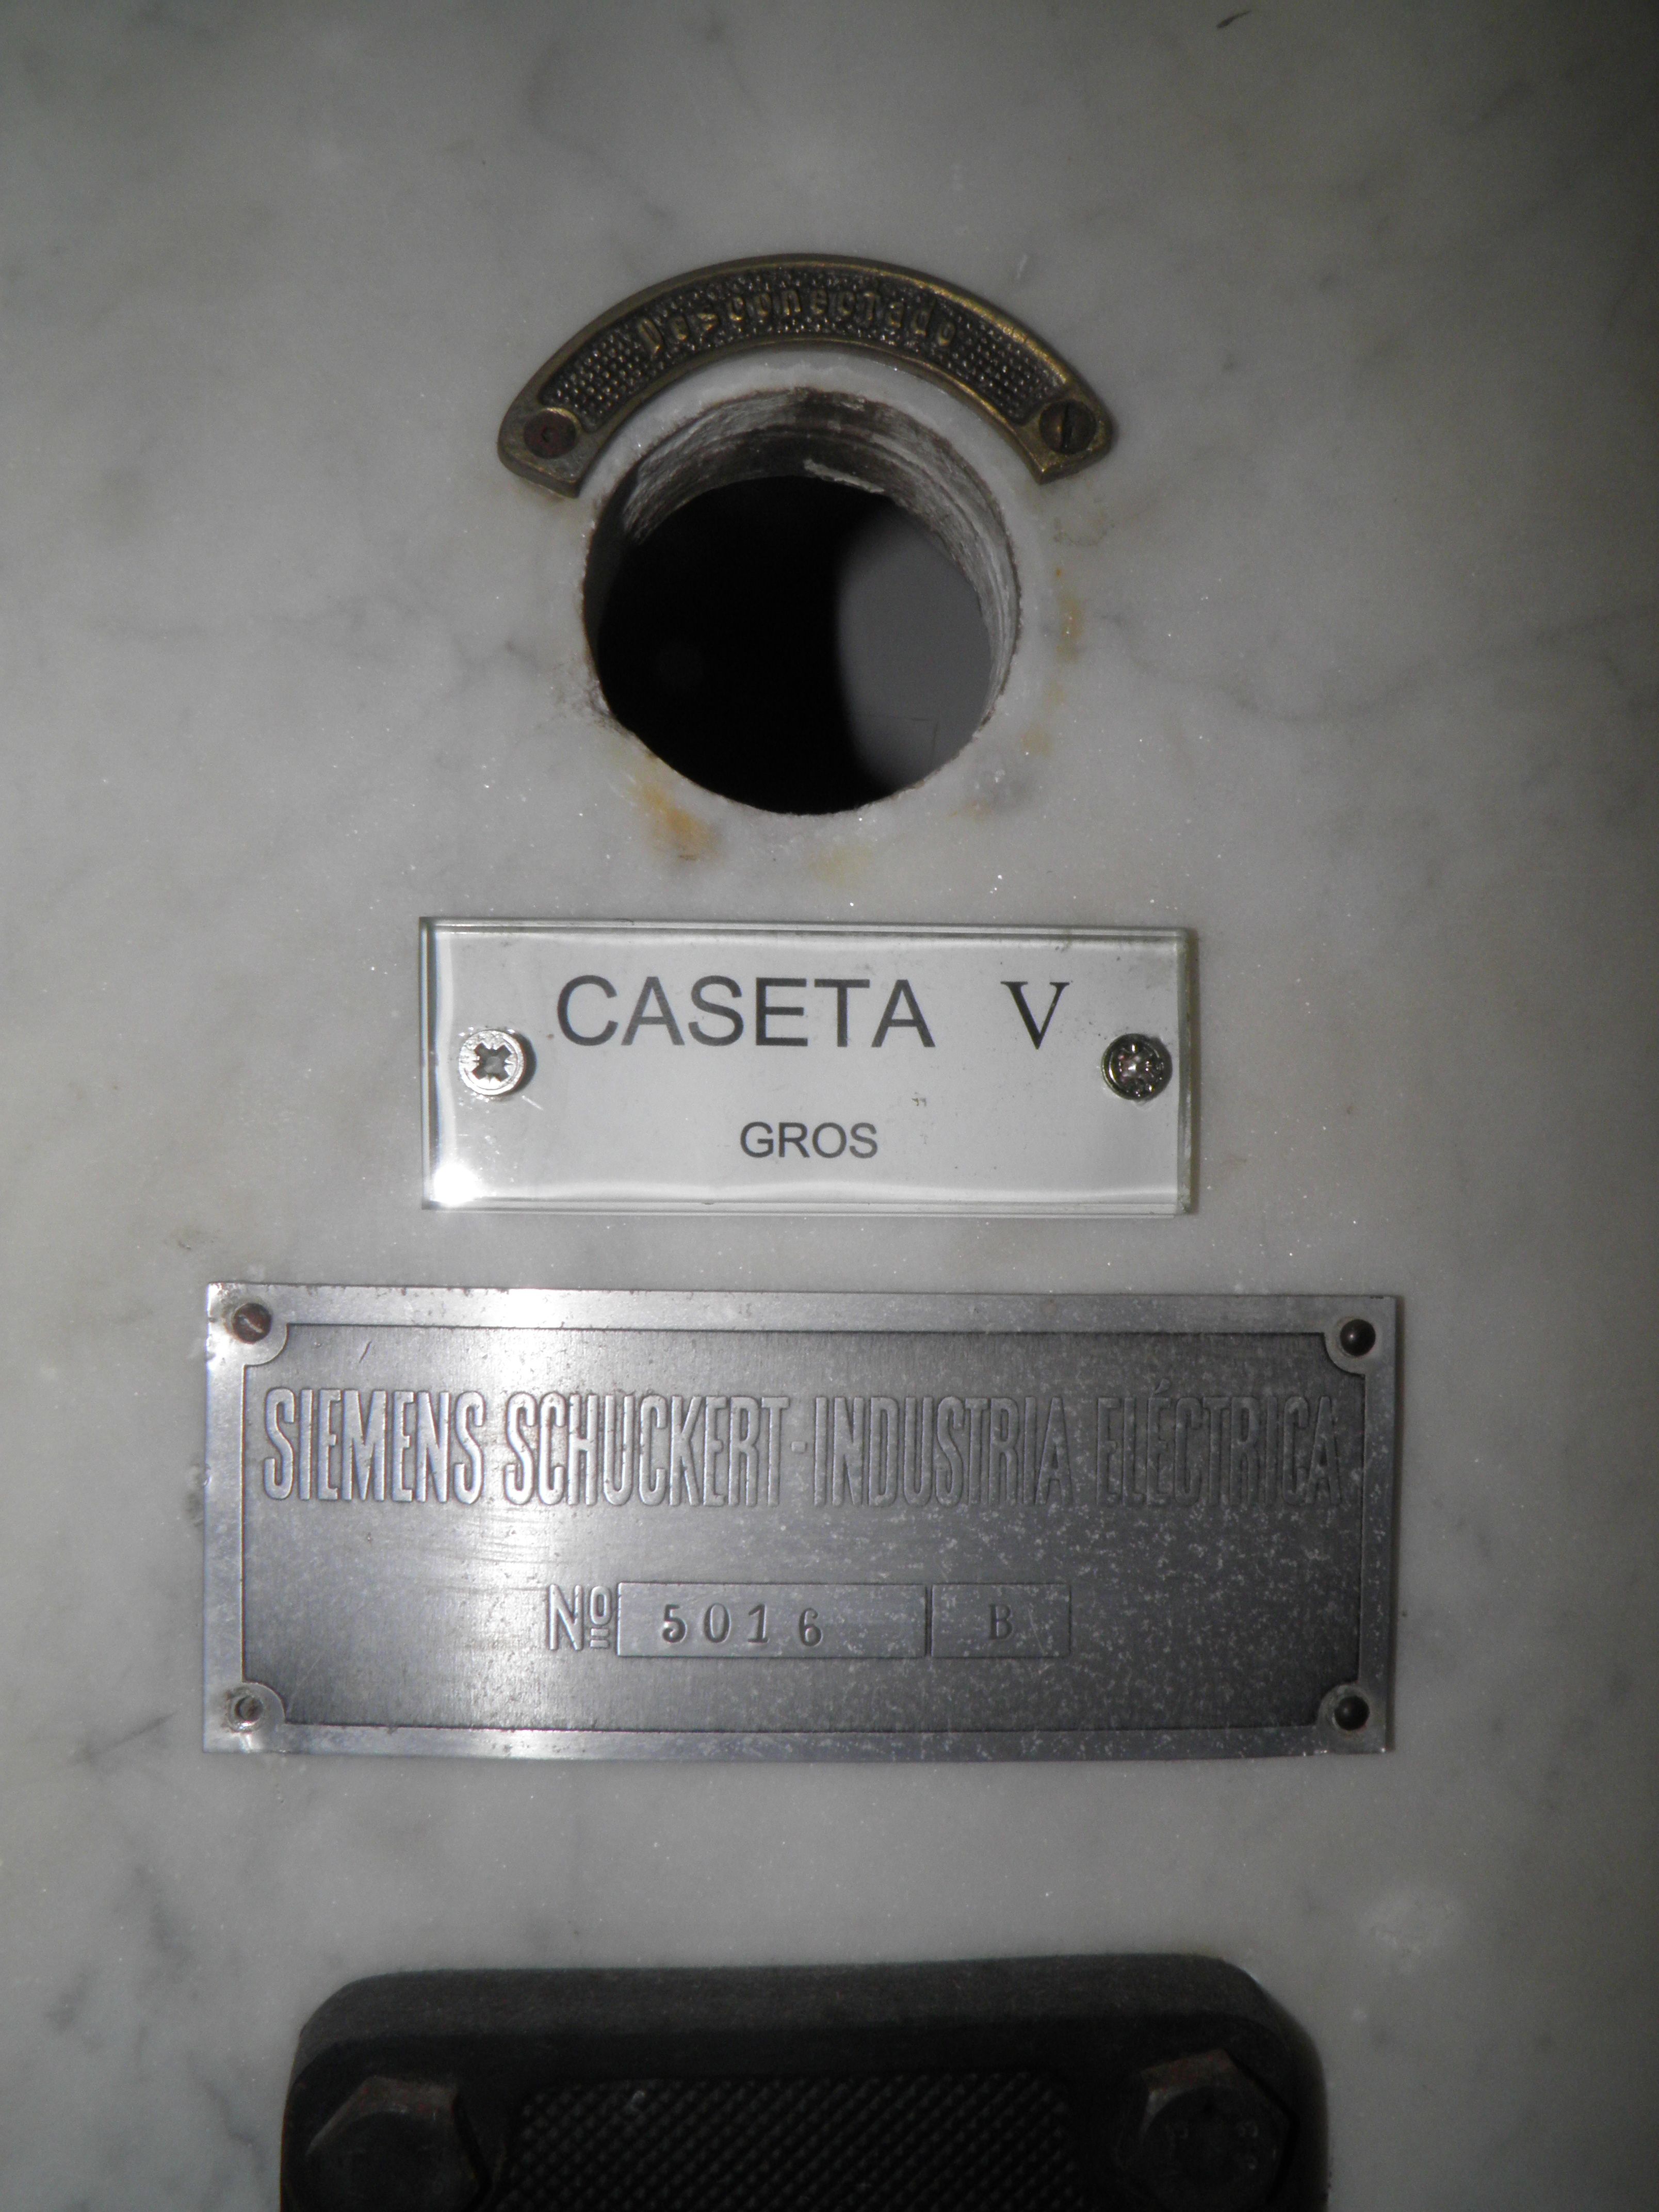 Desconectado
CASETA V
GROS
SIEMENS SCHUCKERT-INDUSTRIA ELÉCTRICA
Nº 5016 B